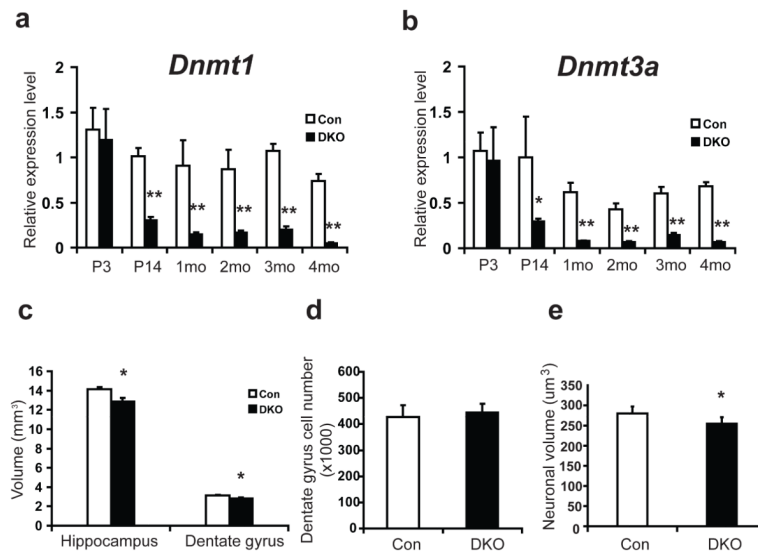 a
Dnmt1
Relative expression level
2
1.5
1
0.5
0
Con
DKO
**
**
**
**
**
P3 P14 1mo 2mo 3mo 4mo
b
Dnmt3a
Relative expression level
2
1.5
1
0.5
0
Con
DKO
*
**
**
**
**
P3 P14 1mo 2mo 3mo 4mo
c
Volume (mm³)
16
14
12
10
8
6
4
2
0
*
*
Con
DKO
Hippocampus Dentate gyrus
d
Dentate gyrus cell number
(x1000)
600
500
400
300
200
100
0
Con DKO
e
Neuronal volume (um³)
350
300
250
200
150
100
50
0
*
Con DKO